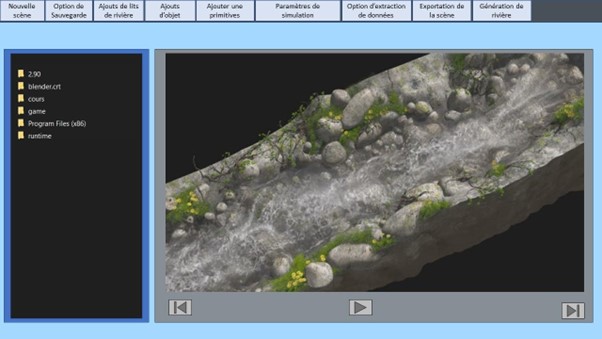 Nouvelle scène
Option de Sauvegarde
Ajouts de lits de rivière
Ajouts d'objet
Ajouter une primitives
Paramètres de simulation
Option d'extraction de données
Exportation de la scène
Génération de rivière
2.90
blender.crt
cours
game
Program Files (x86)
runtime